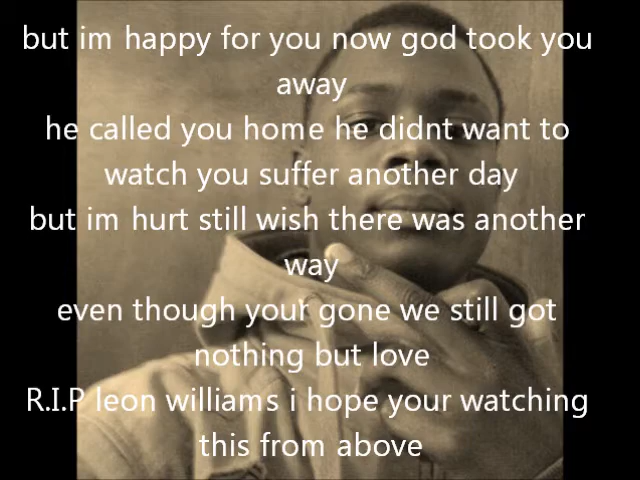 but im happy for you now god took you
away
he called you home he didnt want to
watch you suffer another day
but im hurt still wish there was another
way
even though your gone we still got
nothing but love
R.I.P leon williams i hope your watching
this from above